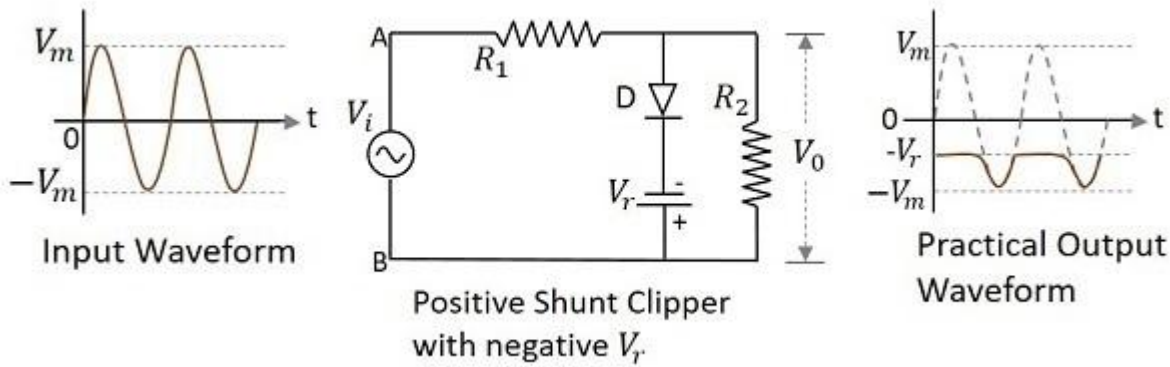 Vₘ
0
t
−Vₘ
Input Waveform
A
R₁
D
R₂
Vᵢ
V₀
Vᵣ
-
+
B
Positive Shunt Clipper
with negative Vᵣ
Vₘ
0
t
-Vᵣ
−Vₘ
Practical Output
Waveform